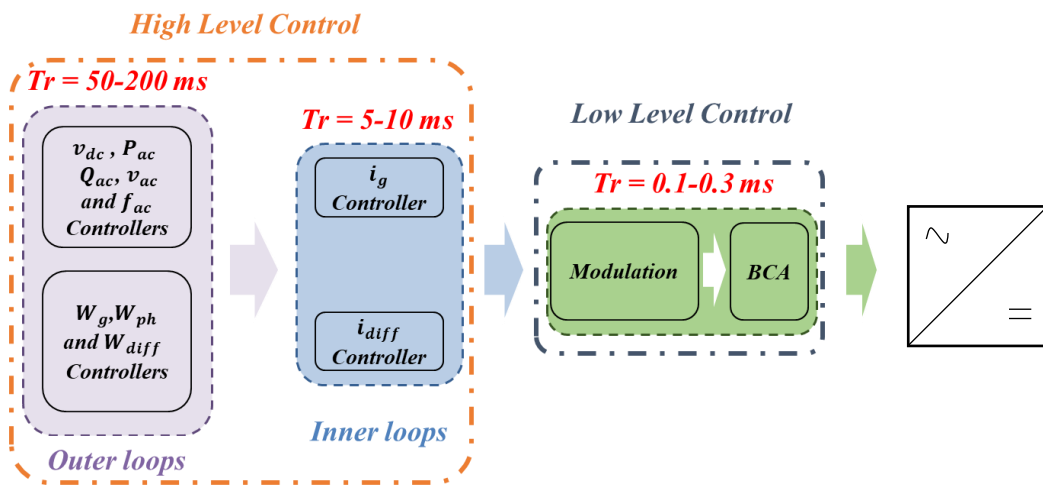 High Level Control
Tr = 50-200 ms
v_dc , P_ac
Q_ac, v_ac
and f_ac
Controllers
W_g,W_ph
and W_diff
Controllers
Outer loops
Tr = 5-10 ms
i_g
Controller
i_diff
Controller
Inner loops
Low Level Control
Tr = 0.1-0.3 ms
Modulation
BCA